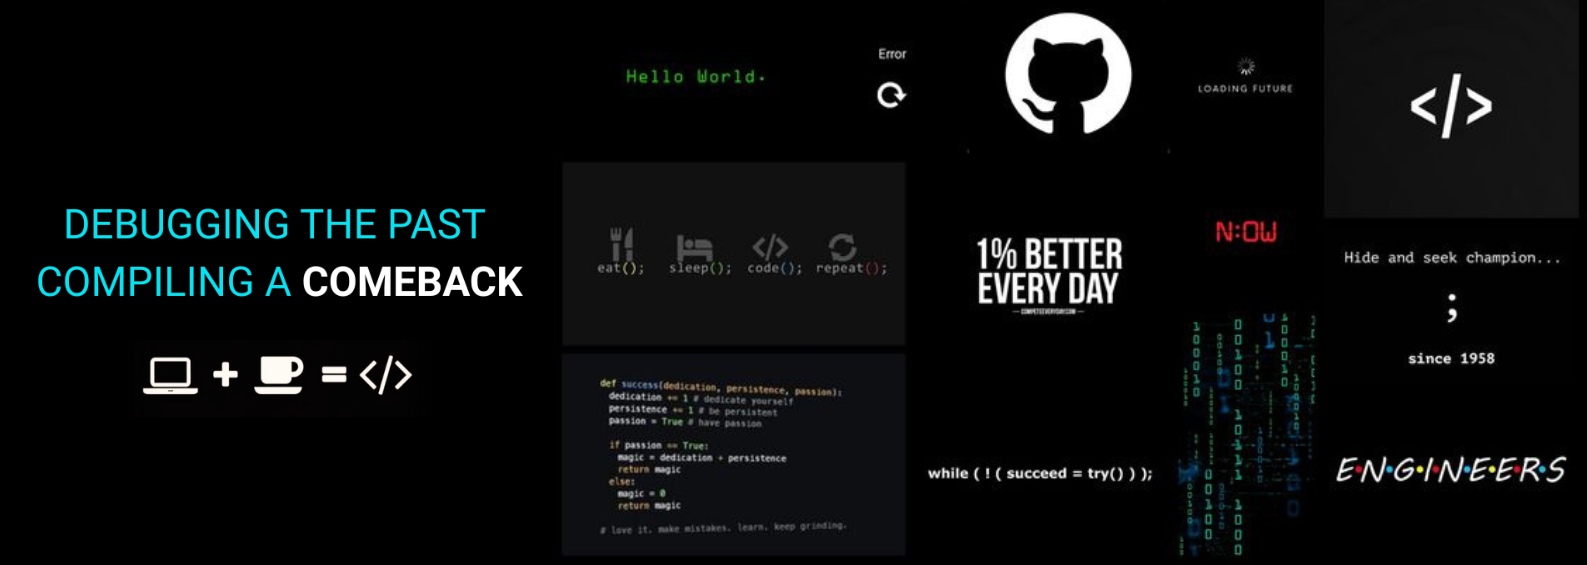 DEBUGGING THE PAST
COMPILING A COMEBACK
+ = </>
Hello World.
Error
eat(); sleep(); </> code(); repeat();
def success(dedication, persistence, passion):
dedication += 1 # dedicate yourself
persistence += 1 # be persistent
passion = True # have passion
if passion == True:
magic = dedication + persistence
return magic
else:
magic = 0
return magic
# love it. make mistakes. learn. keep grinding.
1% BETTER
EVERY DAY
— COMPETEEVERYDAY.COM —
while ( ! ( succeed = try() ) );
LOADING FUTURE
N:OW
</>
Hide and seek champion...
;
since 1958
E•N•G•I•N•E•E•R•S